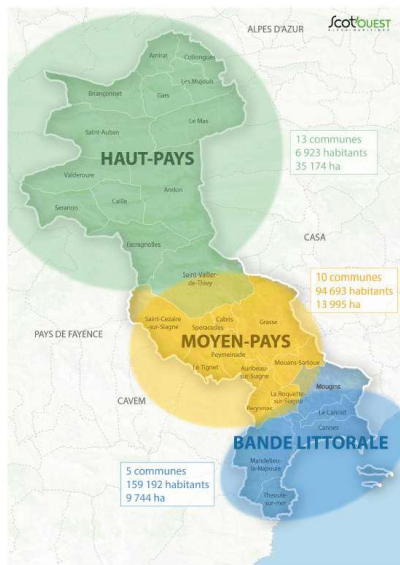 Scot'OUEST
ALPES-MARITIMES
ALPES D'AZUR
Amirat
Collongues
Les Mujouls
Briançonnet
Gars
Le Mas
Saint-Auban
HAUT-PAYS
13 communes
6 923 habitants
35 174 ha
Valderoure
Andon
Caille
Séranon
CASA
Escragnolles
Saint-Vallier-
de-Thiey
10 communes
94 693 habitants
13 995 ha
Saint-Cézaire
-sur-Siagne
Cabris
Grasse
Spéracèdes
PAYS DE FAYENCE
MOYEN-PAYS
Peymeinade
Mouans-Sartoux
Le Tignet
Auribeau
-sur-Siagne
Mougins
CAVEM
La Roquette-
sur-Siagne
Pégomas
Le Cannet
Cannes
BANDE LITTORALE
Mandelieu-
la-Napoule
5 communes
159 192 habitants
9 744 ha
Théoule-
sur-mer